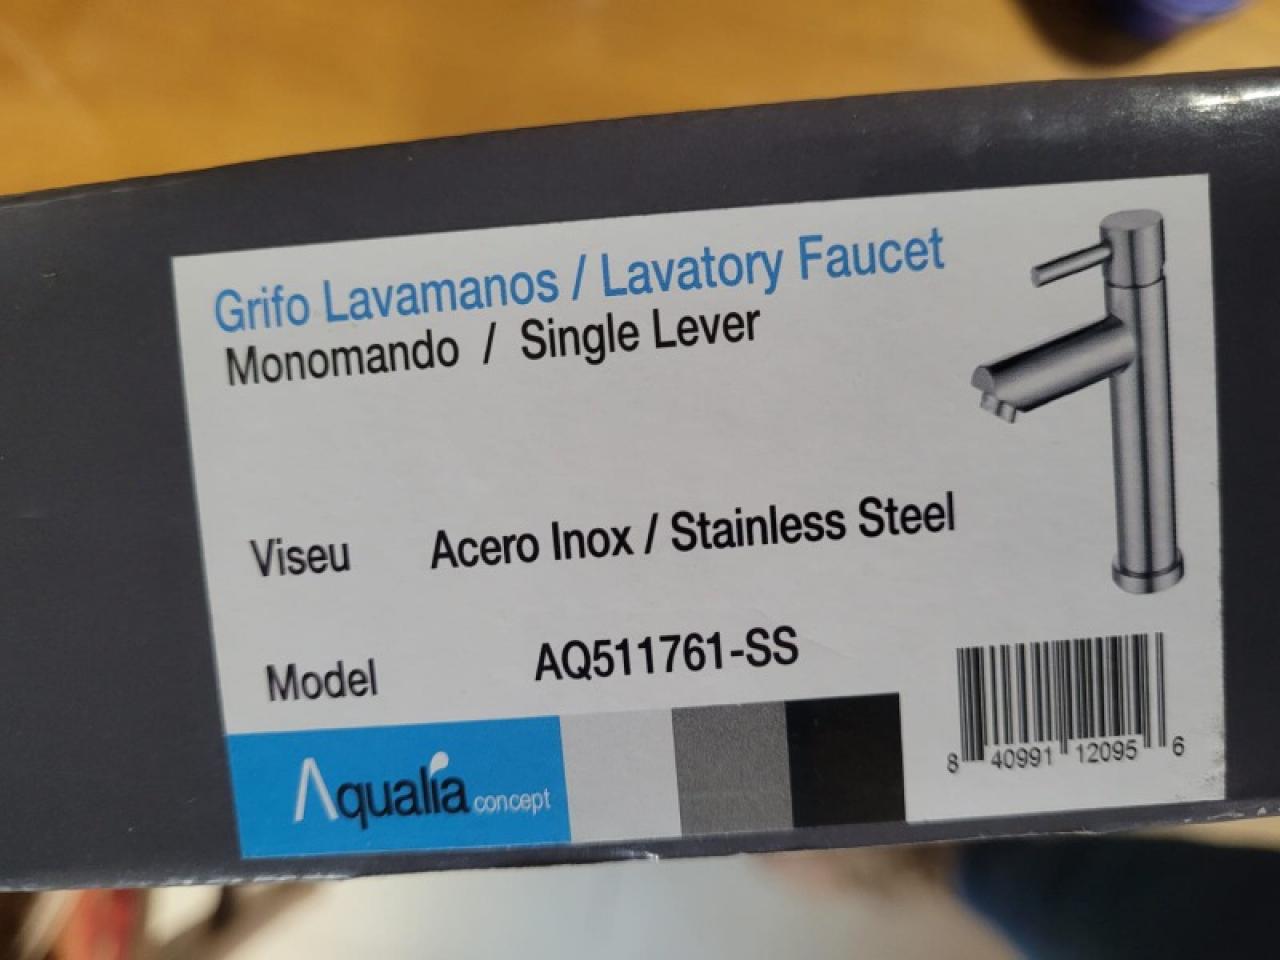 Grifo Lavamanos / Lavatory Faucet
Monomando / Single Lever
Viseu Acero Inox / Stainless Steel
Model AQ511761-SS
Aqualia concept
8 40991 12095 6